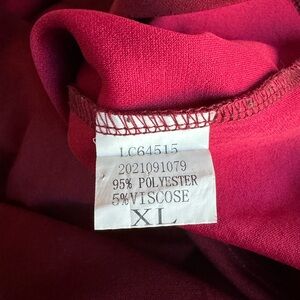 LC64515
2021091079
95% POLYESTER
5%VISCOSE
XL